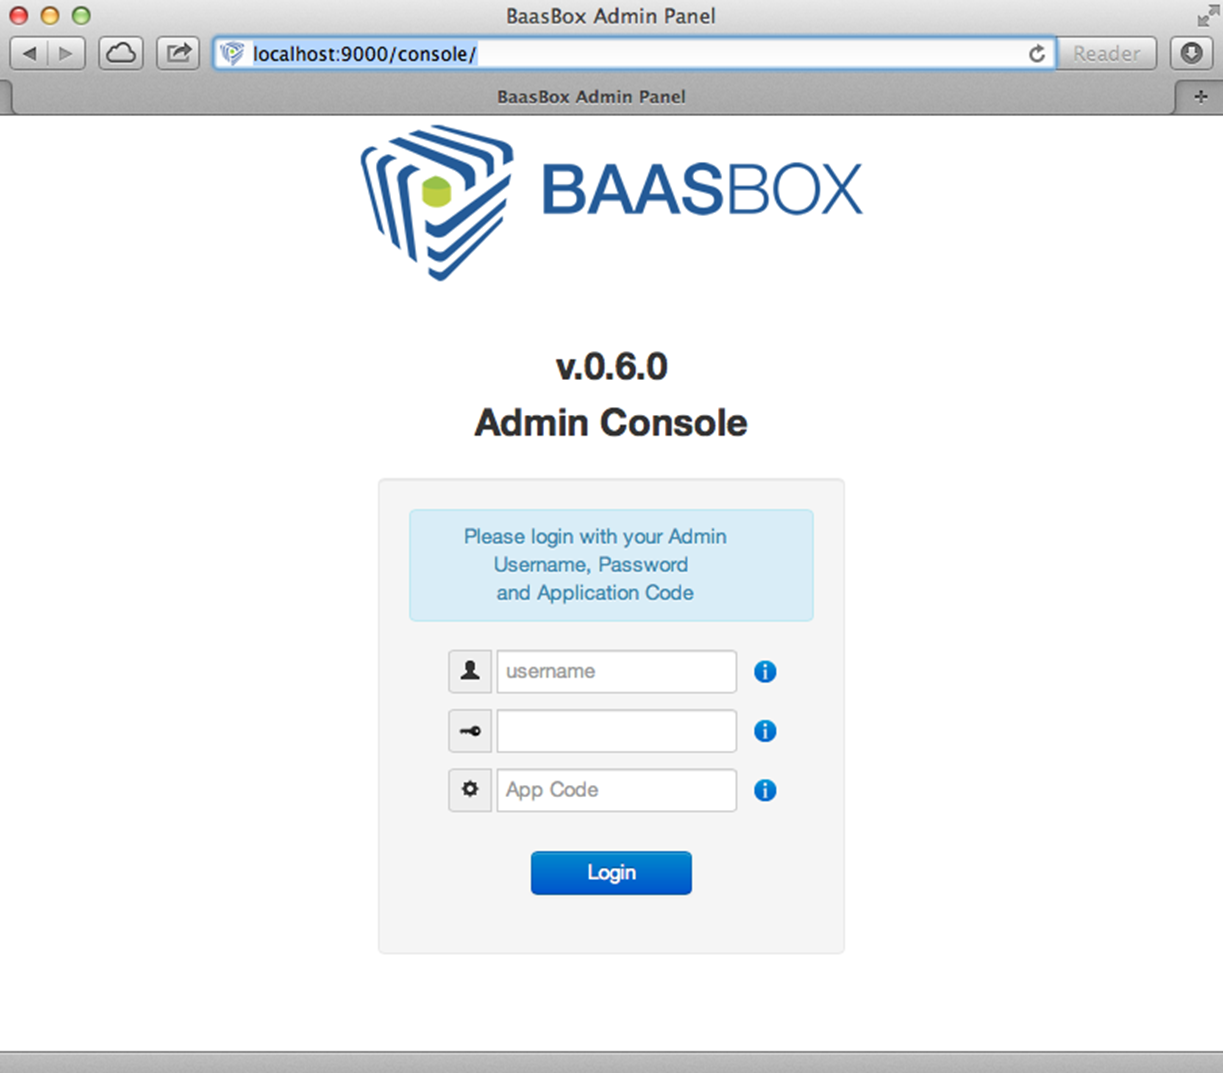 BaasBox Admin Panel
localhost:9000/console/
Reader
BaasBox Admin Panel
BAASBOX
v.0.6.0
Admin Console
Please login with your Admin
Username, Password
and Application Code
username
App Code
Login